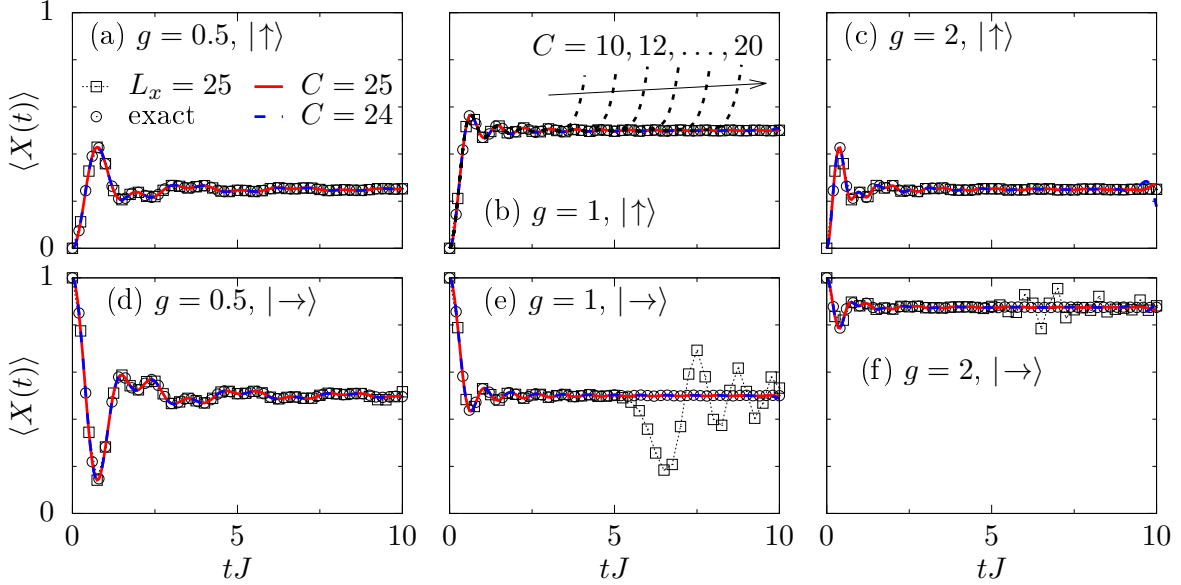 1
(a) g = 0.5, |↑⟩
C = 10, 12, . . . , 20
(c) g = 2, |↑⟩
L_x = 25
C = 25
exact
C = 24
⟨X(t)⟩
(b) g = 1, |↑⟩
0
1
(d) g = 0.5, |→⟩
(e) g = 1, |→⟩
(f) g = 2, |→⟩
⟨X(t)⟩
0
0 5 10 0 5 10 0 5 10
tJ tJ tJ